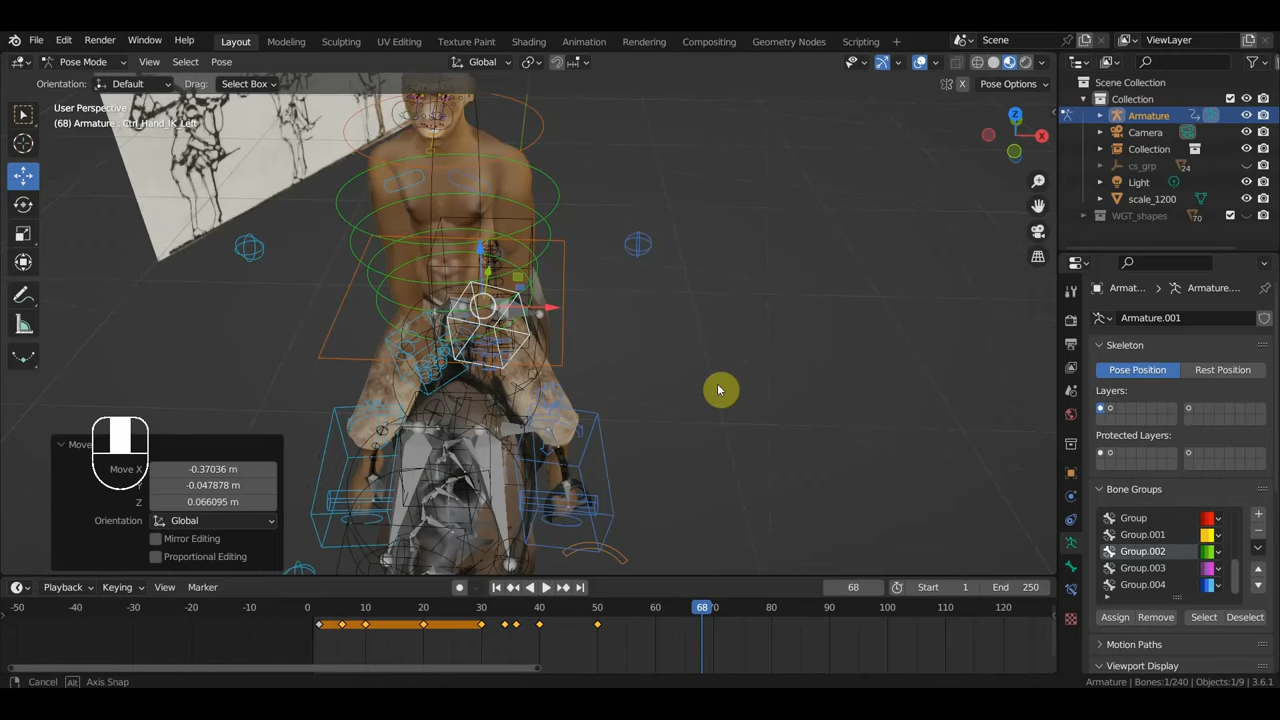 File Edit Render Window Help Layout Modeling Sculpting UV Editing Texture Paint Shading Animation Rendering Compositing Geometry Nodes Scripting + Scene ViewLayer
Pose Mode View Select Pose Global
Orientation: Default Drag: Select Box X Pose Options
User Perspective
(68) Armature : Ctrl_Hand_IK_Left
Z
X
Move
Move X -0.37036 m
-0.047878 m
Z 0.066095 m
Orientation Global
Mirror Editing
Proportional Editing
Scene Collection
Collection
Armature
Camera
Collection
cs_grp 24
Light
scale_1200
WGT_shapes 70
Armat... Armature....
Armature.001
Skeleton
Pose Position Rest Position
Layers:
Protected Layers:
Bone Groups
Group
Group.001
Group.002
Group.003
Group.004
Assign Remove Select Deselect
Motion Paths
Viewport Display
Playback Keying View Marker 68 Start 1 End 250
-50 -40 -30 -20 -10 0 10 20 30 40 50 60 68 70 80 90 100 110 120
Cancel Alt Axis Snap Armature | Bones:1/240 | Objects:1/9 | 3.6.1